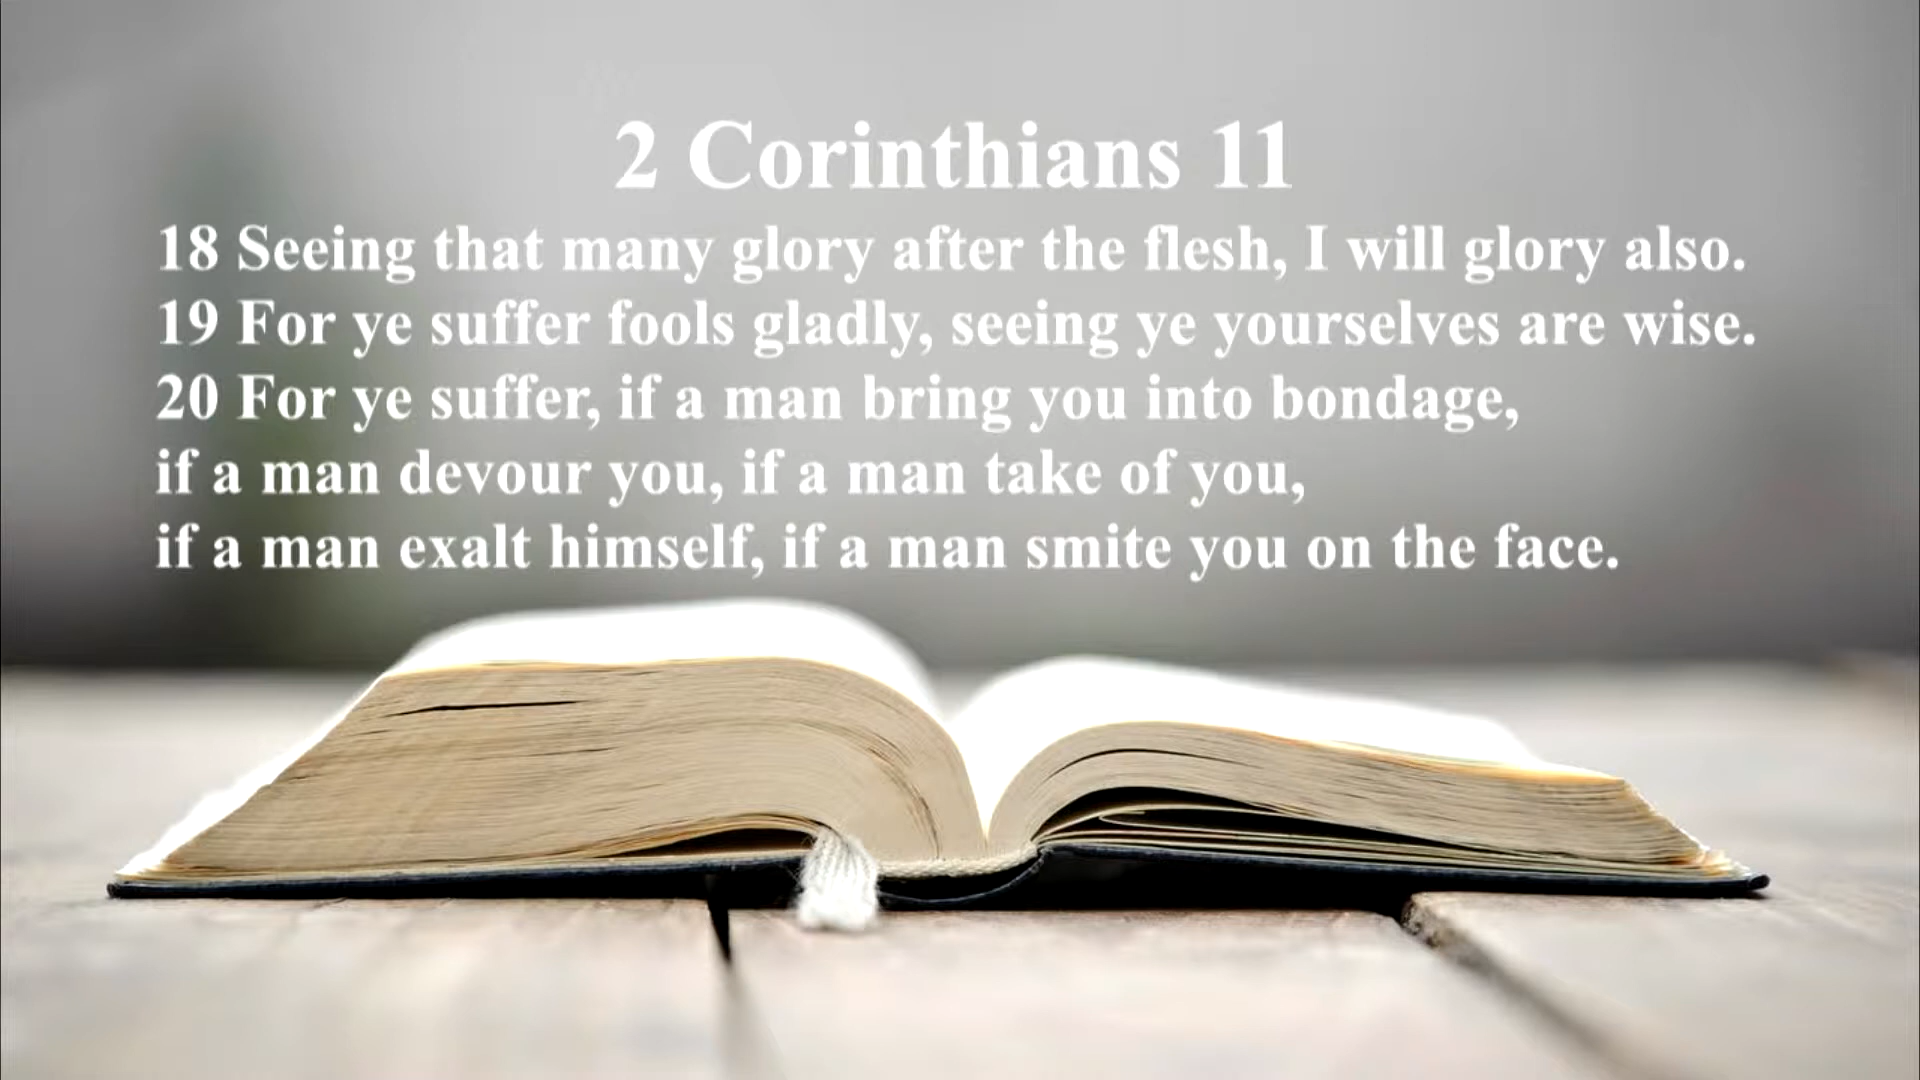 2 Corinthians 11
18 Seeing that many glory after the flesh, I will glory also.
19 For ye suffer fools gladly, seeing ye yourselves are wise.
20 For ye suffer, if a man bring you into bondage,
if a man devour you, if a man take of you,
if a man exalt himself, if a man smite you on the face.